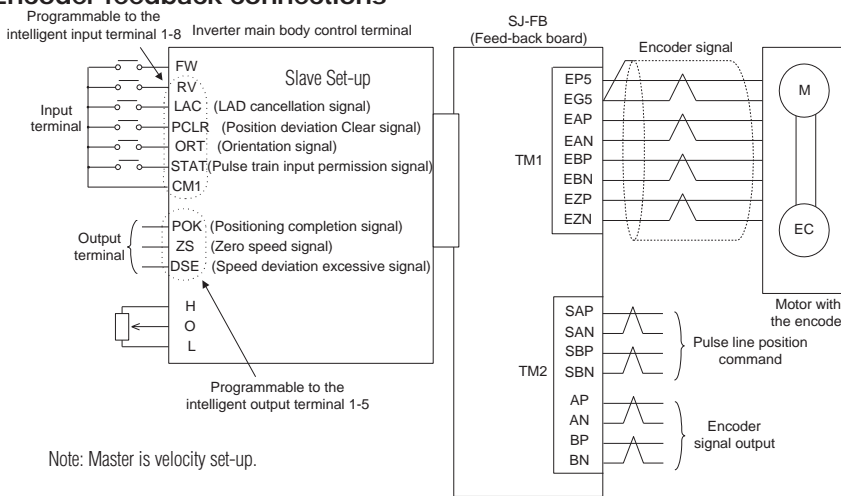 Encoder feedback connections
Programmable to the
intelligent input terminal 1-8
Inverter main body control terminal
SJ-FB
(Feed-back board)
Encoder signal
Slave Set-up
Input
terminal
FW
RV
LAC (LAD cancellation signal)
PCLR (Position deviation Clear signal)
ORT (Orientation signal)
STAT (Pulse train input permission signal)
CM1
Output
terminal
POK (Positioning completion signal)
ZS (Zero speed signal)
DSE (Speed deviation excessive signal)
H
O
L
Programmable to the
intelligent output terminal 1-5
Note: Master is velocity set-up.
TM1
EP5
EG5
EAP
EAN
EBP
EBN
EZP
EZN
M
EC
Motor with
the encode
TM2
SAP
SAN
SBP
SBN
Pulse line position
command
AP
AN
BP
BN
Encoder
signal output